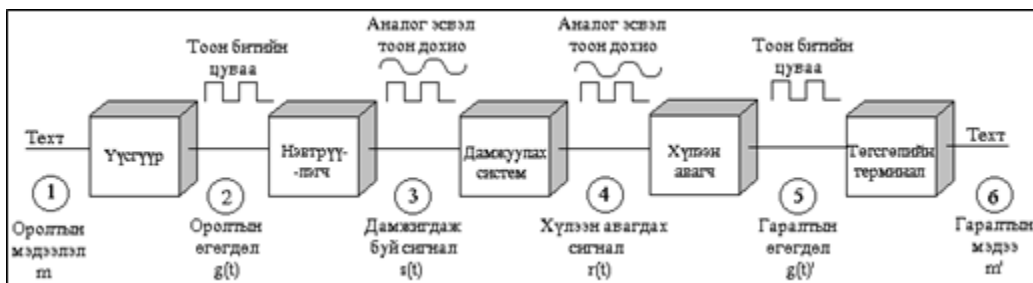 Тоон битийн
цуваа
Аналог эсвэл
тоон дохио
Аналог эсвэл
тоон дохио
Тоон битийн
цуваа
Техт
Үүсгүүр
Нэвтрүү-
-лэгч
Дамжуулах
систем
Хүлээн
авагч
Төгсгөлийн
терминал
Техт
1
2
3
4
5
6
Оролтын
мэдээлэл
m
Оролтын
өгөгдөл
g(t)
Дамжигдаж
буй сигнал
s(t)
Хүлээн авагдах
сигнал
r(t)
Гаралтын
өгөгдөл
g(t)'
Гаралтын
мэдээ
m'